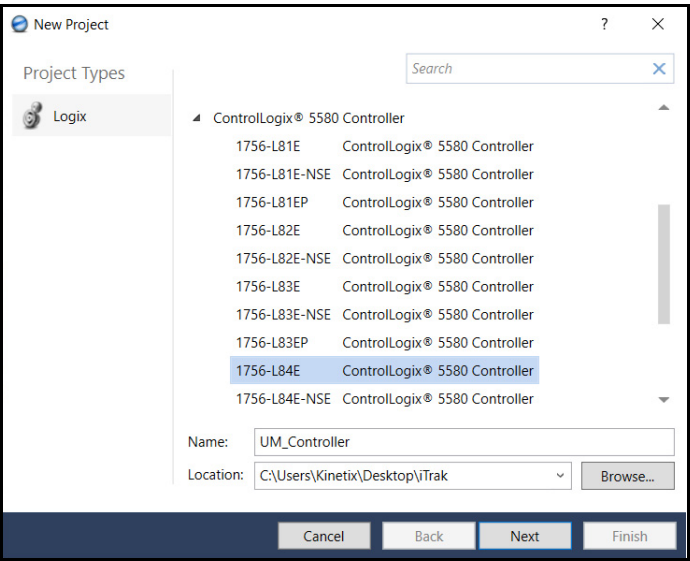 New Project ?
Project Types
Search
Logix
ControlLogix® 5580 Controller
1756-L81E ControlLogix® 5580 Controller
1756-L81E-NSE ControlLogix® 5580 Controller
1756-L81EP ControlLogix® 5580 Controller
1756-L82E ControlLogix® 5580 Controller
1756-L82E-NSE ControlLogix® 5580 Controller
1756-L83E ControlLogix® 5580 Controller
1756-L83E-NSE ControlLogix® 5580 Controller
1756-L83EP ControlLogix® 5580 Controller
1756-L84E ControlLogix® 5580 Controller
1756-L84E-NSE ControlLogix® 5580 Controller
Name: UM_Controller
Location: C:\Users\Kinetix\Desktop\iTrak Browse...
Cancel Back Next Finish